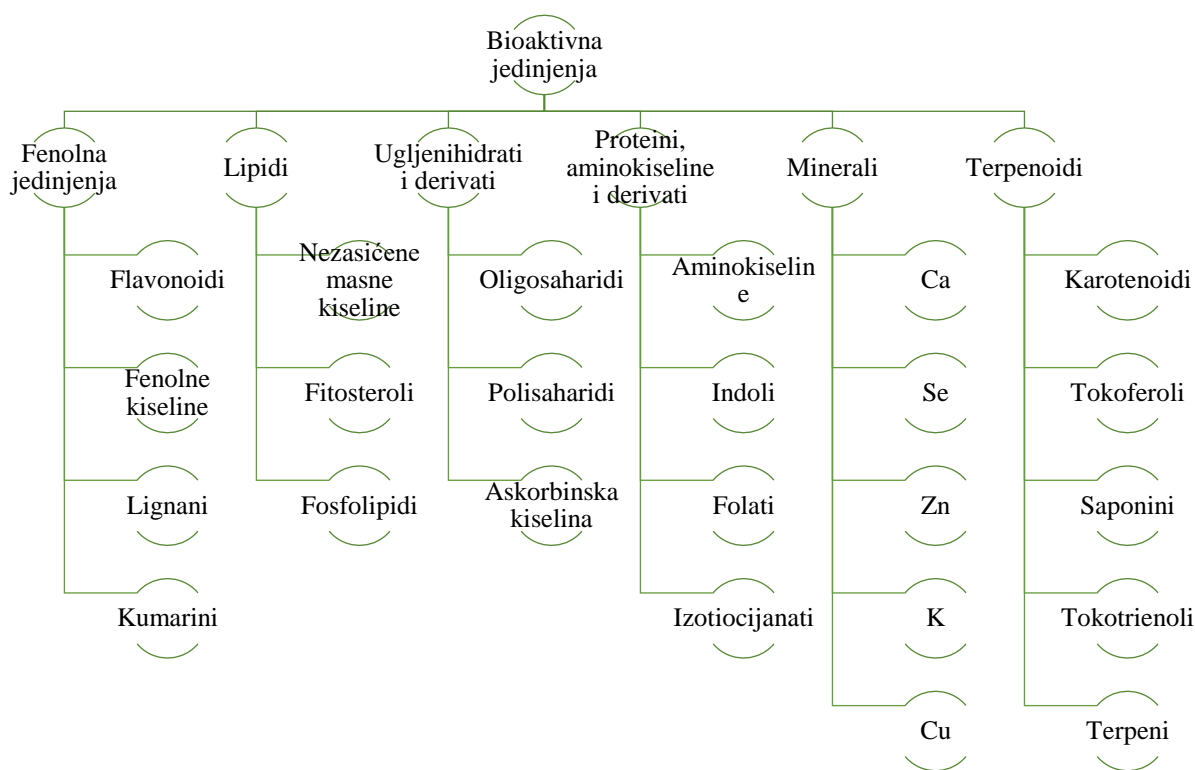 Bioaktivna
jedinjenja
Fenolna
jedinjenja
Lipidi
Ugljenihidrati
i derivati
Proteini,
aminokiseline
i derivati
Minerali
Terpenoidi
Flavonoidi
Fenolne
kiseline
Lignani
Kumarini
Nezasićene
masne
kiseline
Fitosteroli
Fosfolipidi
Oligosaharidi
Polisaharidi
Askorbinska
kiselina
Aminokiselin
e
Indoli
Folati
Izotiocijanati
Ca
Se
Zn
K
Cu
Karotenoidi
Tokoferoli
Saponini
Tokotrienoli
Terpeni